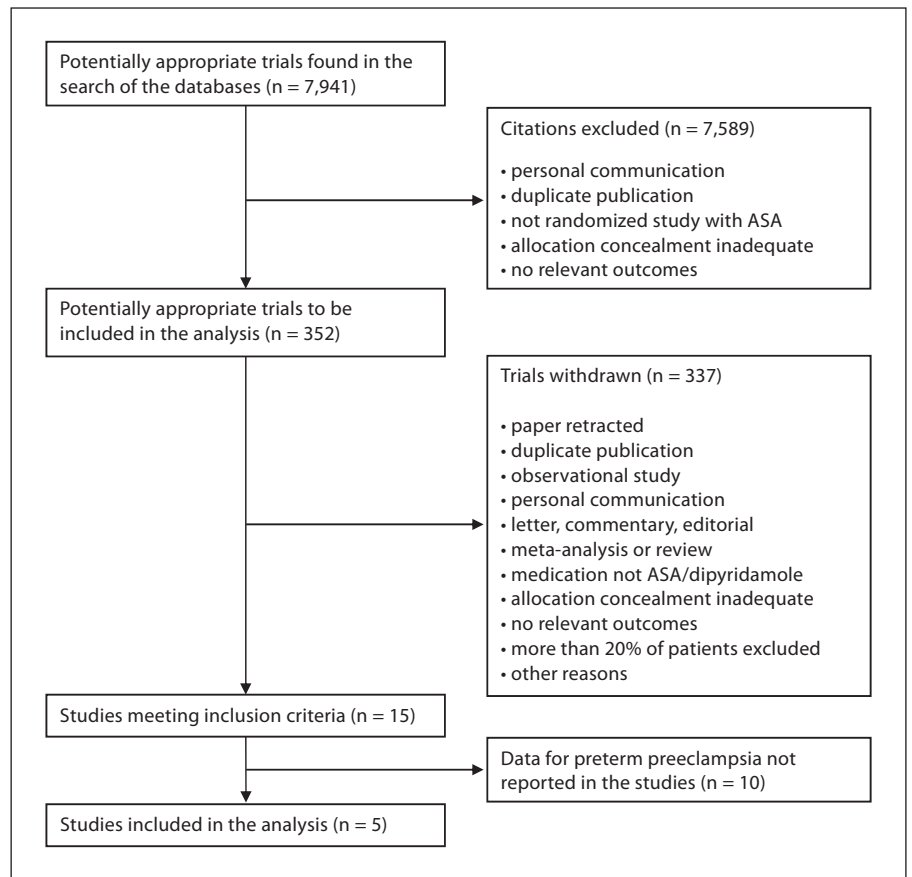 Potentially appropriate trials found in the
search of the databases (n = 7,941)
Citations excluded (n = 7,589)
• personal communication
• duplicate publication
• not randomized study with ASA
• allocation concealment inadequate
• no relevant outcomes
Potentially appropriate trials to be
included in the analysis (n = 352)
Trials withdrawn (n = 337)
• paper retracted
• duplicate publication
• observational study
• personal communication
• letter, commentary, editorial
• meta-analysis or review
• medication not ASA/dipyridamole
• allocation concealment inadequate
• no relevant outcomes
• more than 20% of patients excluded
• other reasons
Studies meeting inclusion criteria (n = 15)
Data for preterm preeclampsia not
reported in the studies (n = 10)
Studies included in the analysis (n = 5)